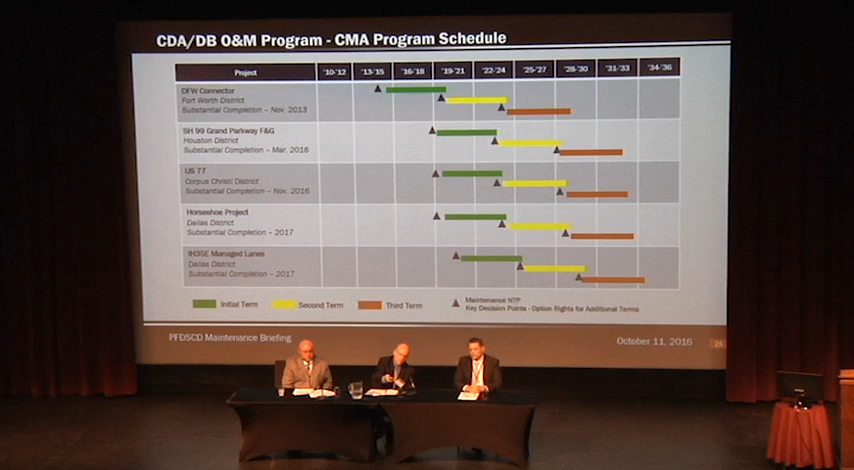 CDA/DB O&M Program - CMA Program Schedule
Project '10-'12 '13-'15 '16-'18 '19-'21 '22-'24 '25-'27 '28-'30 '31-'33 '34-'36
DFW Connector
Fort Worth District
Substantial Completion – Nov. 2013
SH 99 Grand Parkway F&G
Houston District
Substantial Completion – Mar. 2016
US 77
Corpus Christi District
Substantial Completion – Nov. 2016
Horseshoe Project
Dallas District
Substantial Completion – 2017
IH35E Managed Lanes
Dallas District
Substantial Completion – 2017
Initial Term Second Term Third Term Maintenance NTP
Key Decision Points - Option Rights for Additional Terms
PFDSCD Maintenance Briefing October 11, 2016